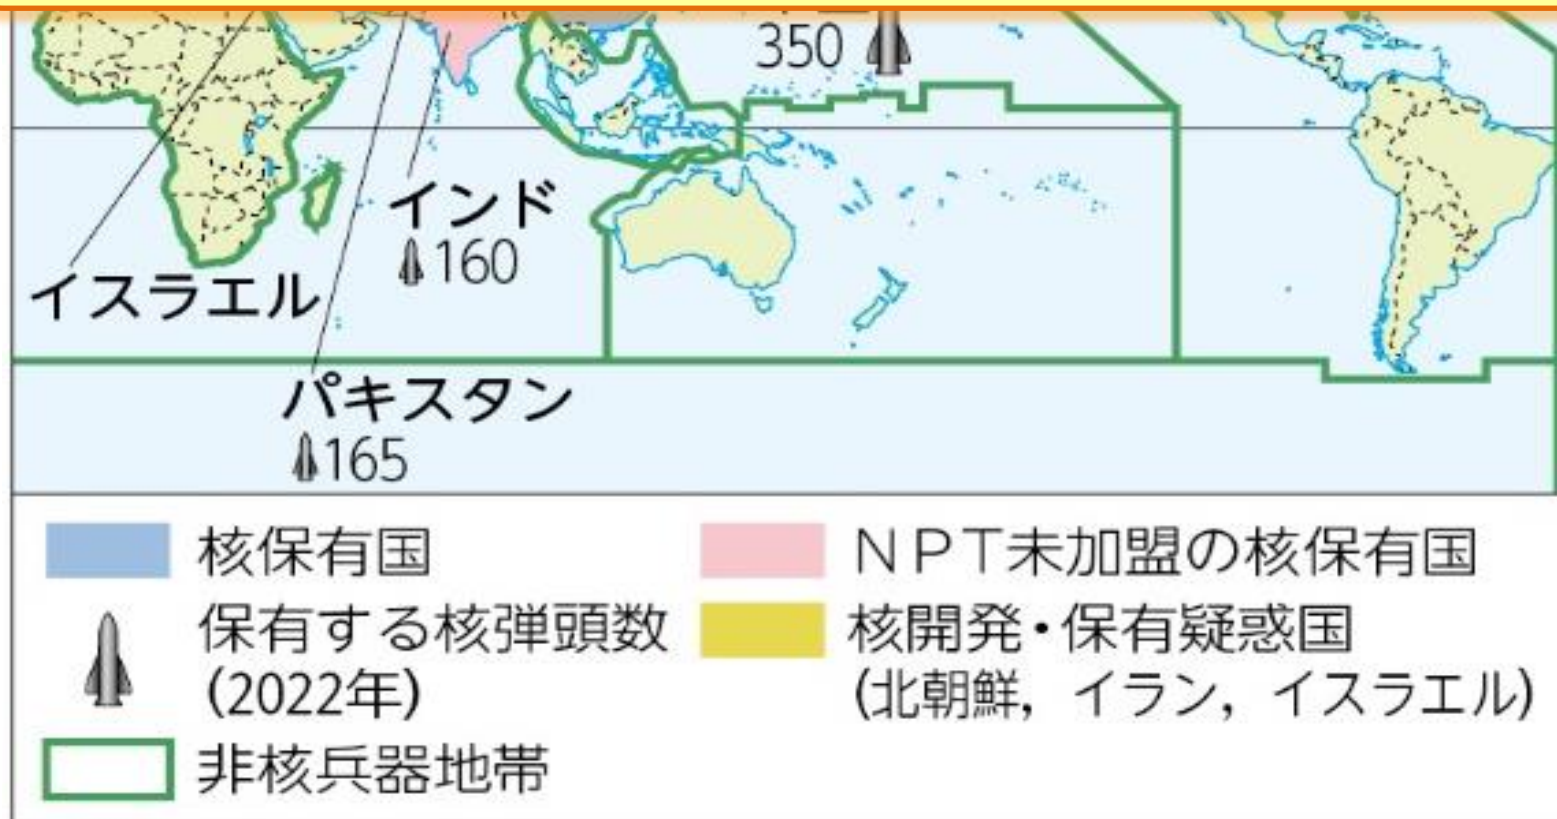 350
インド
160
イスラエル
パキスタン
165
核保有国
ＮＰＴ未加盟の核保有国
保有する核弾頭数
(2022年)
核開発・保有疑惑国
(北朝鮮，イラン，イスラエル)
非核兵器地帯